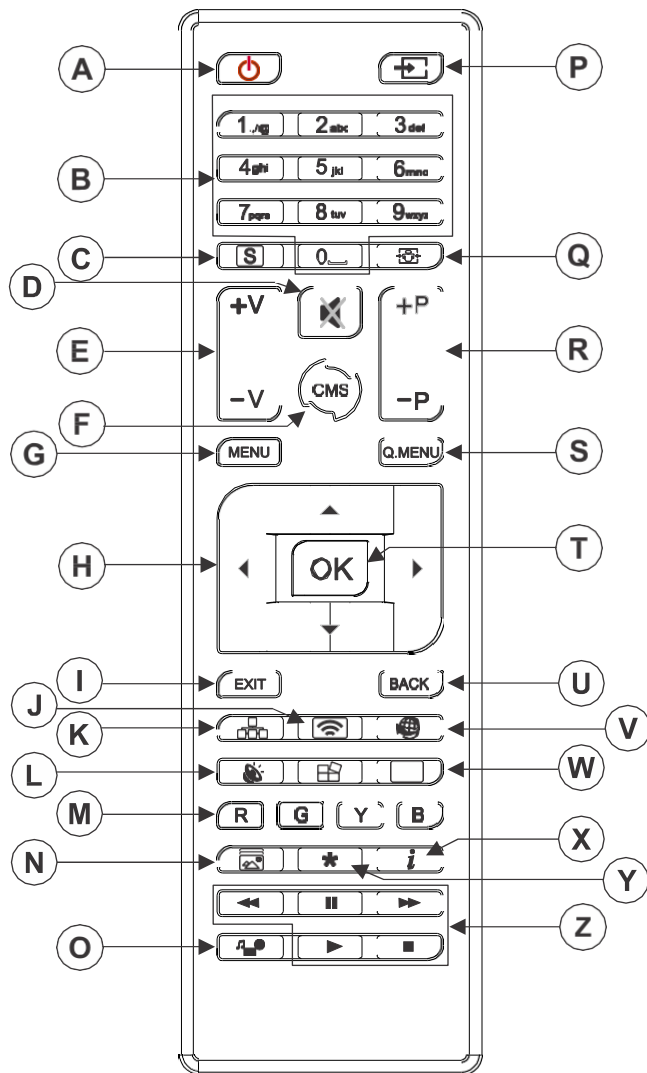 A P
1.,/@ 2abc 3def
B 4ghi 5jkl 6mno
7pqrs 8tuv 9wxyz
C S 0 Q
D
+V +P
E R
CMS
-V -P
F
G MENU Q.MENU S
H OK T
I EXIT BACK U
J
K V
L W
M R G Y B
N * i X
Y
Z
O